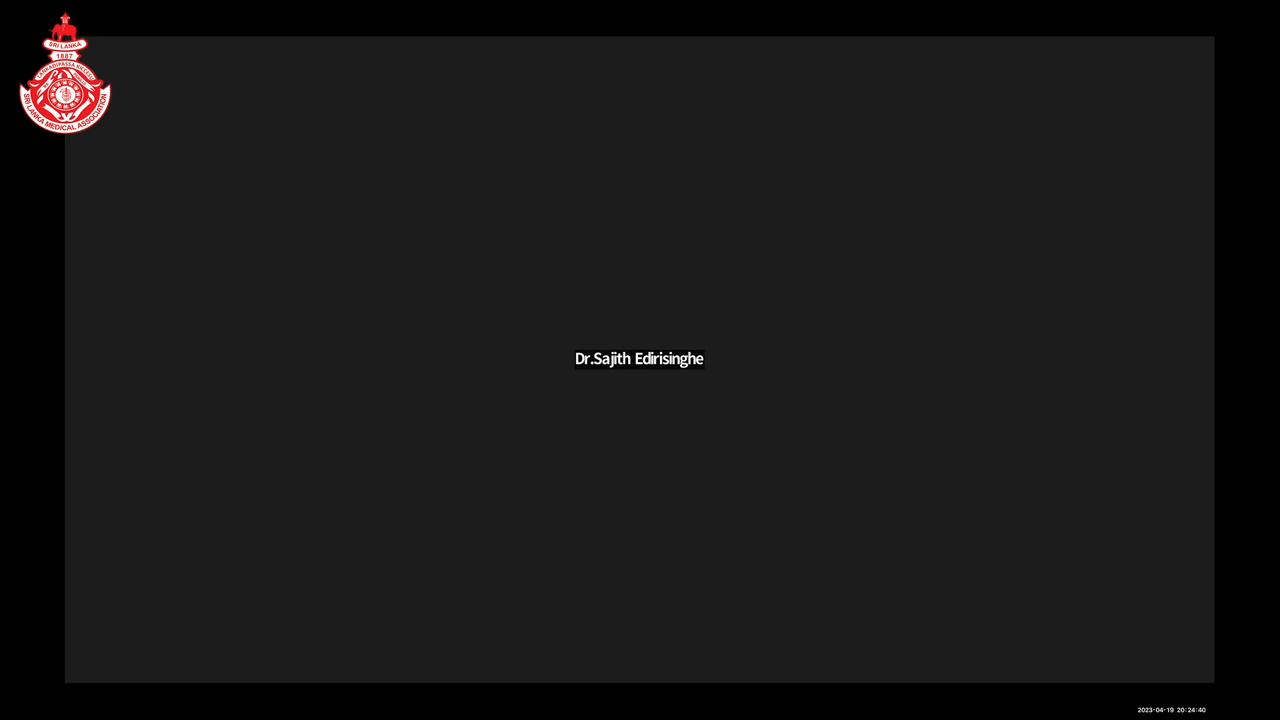 SRI LANKA
1887
SRI LANKA MEDICAL ASSOCIATION
Dr.Sajith Edirisinghe
2023-04-19 20:24:40